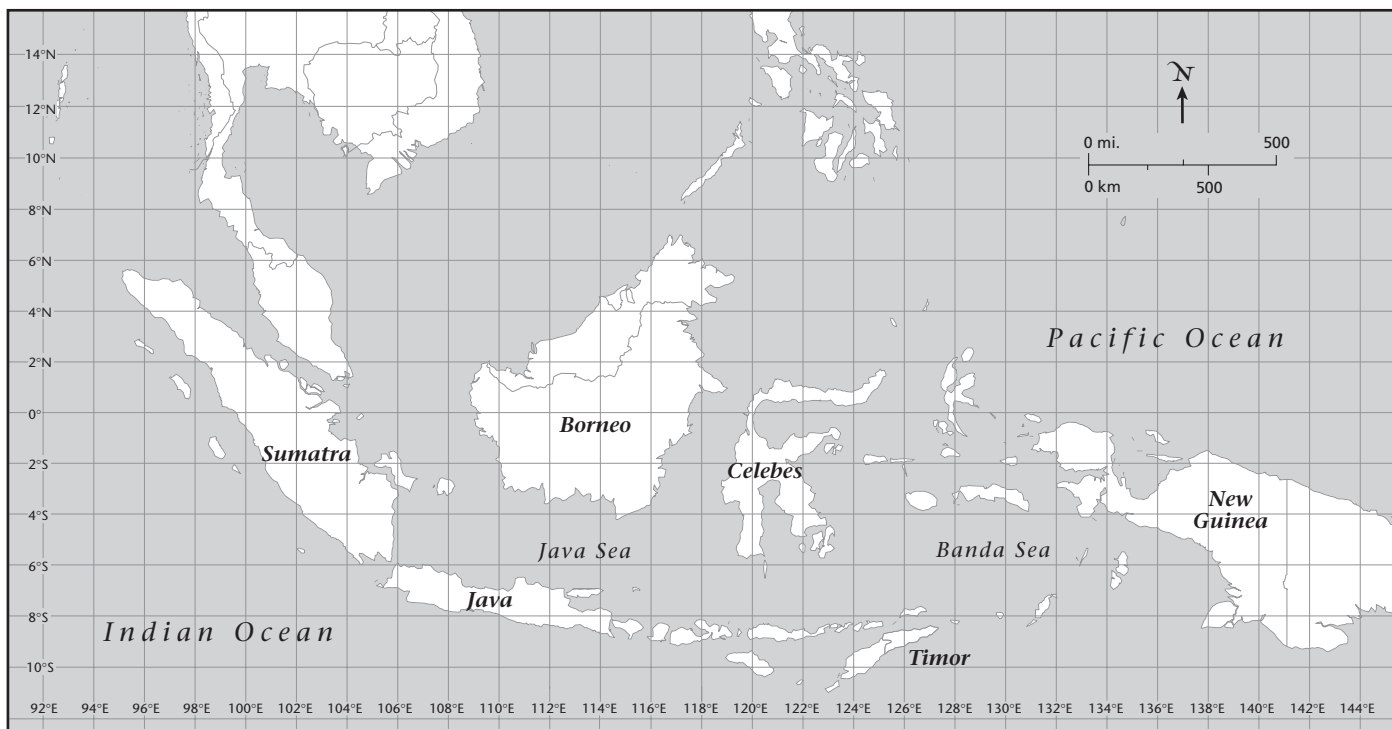 14°N
12°N
10°N
8°N
6°N
4°N
2°N
0°
2°S
4°S
6°S
8°S
10°S
N
0 mi. 500
0 km 500
Pacific Ocean
Borneo
Sumatra
Celebes
New
Guinea
Java Sea
Banda Sea
Java
Indian Ocean
Timor
92°E 94°E 96°E 98°E 100°E 102°E 104°E 106°E 108°E 110°E 112°E 114°E 116°E 118°E 120°E 122°E 124°E 126°E 128°E 130°E 132°E 134°E 136°E 138°E 140°E 142°E 144°E